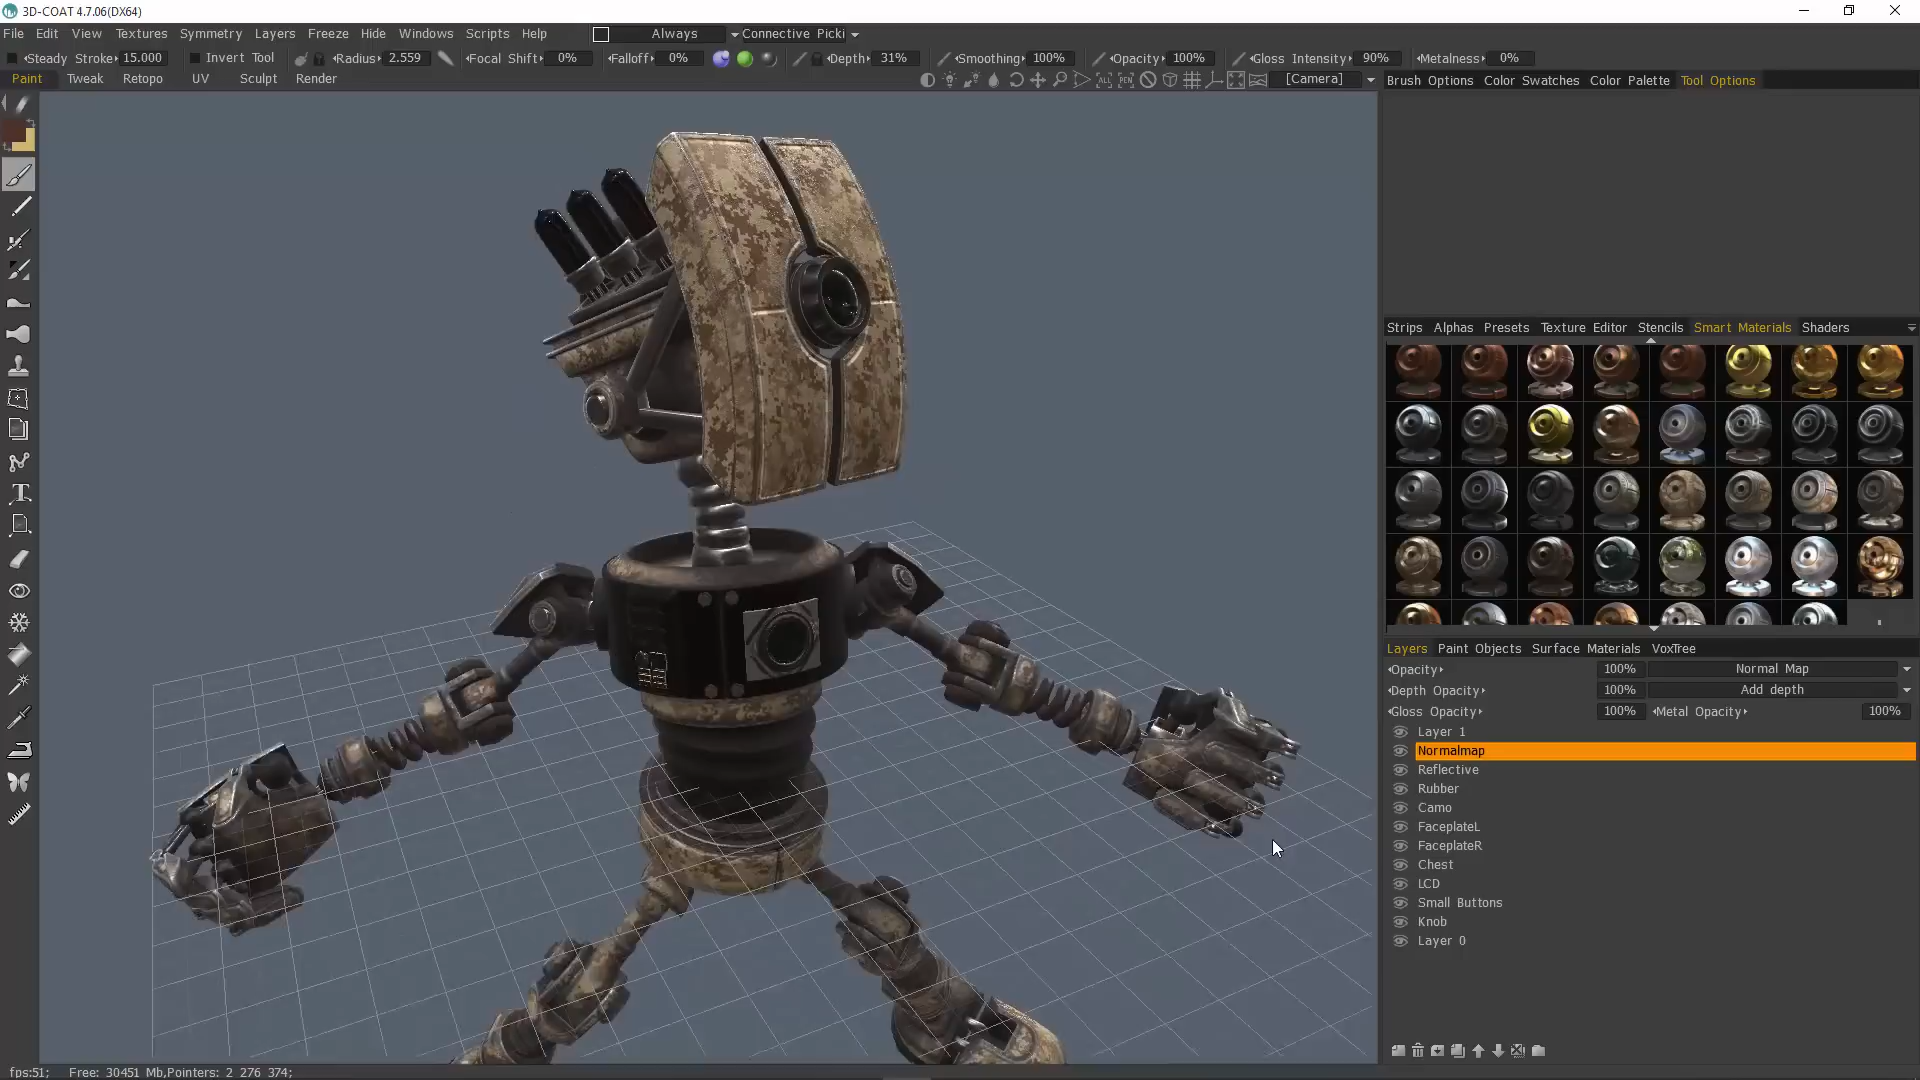 3D-COAT 4.7.06(DX64)
File Edit View Textures Symmetry Layers Freeze Hide Windows Scripts Help Always Connective Picki
Steady Stroke 15.000 Invert Tool Radius 2.559 Focal Shift 0% Falloff 0% Depth 31% Smoothing 100% Opacity 100% Gloss Intensity 90% Metalness 0%
Paint Tweak Retopo UV Sculpt Render [Camera] Brush Options Color Swatches Color Palette Tool Options
Strips Alphas Presets Texture Editor Stencils Smart Materials Shaders
Layers Paint Objects Surface Materials VoxTree
Opacity 100% Normal Map
Depth Opacity 100% Add depth
Gloss Opacity 100% Metal Opacity 100%
Layer 1
Normalmap
Reflective
Rubber
Camo
FaceplateL
FaceplateR
Chest
LCD
Small Buttons
Knob
Layer 0
fps:51; Free: 30451 Mb,Pointers: 2 276 374;